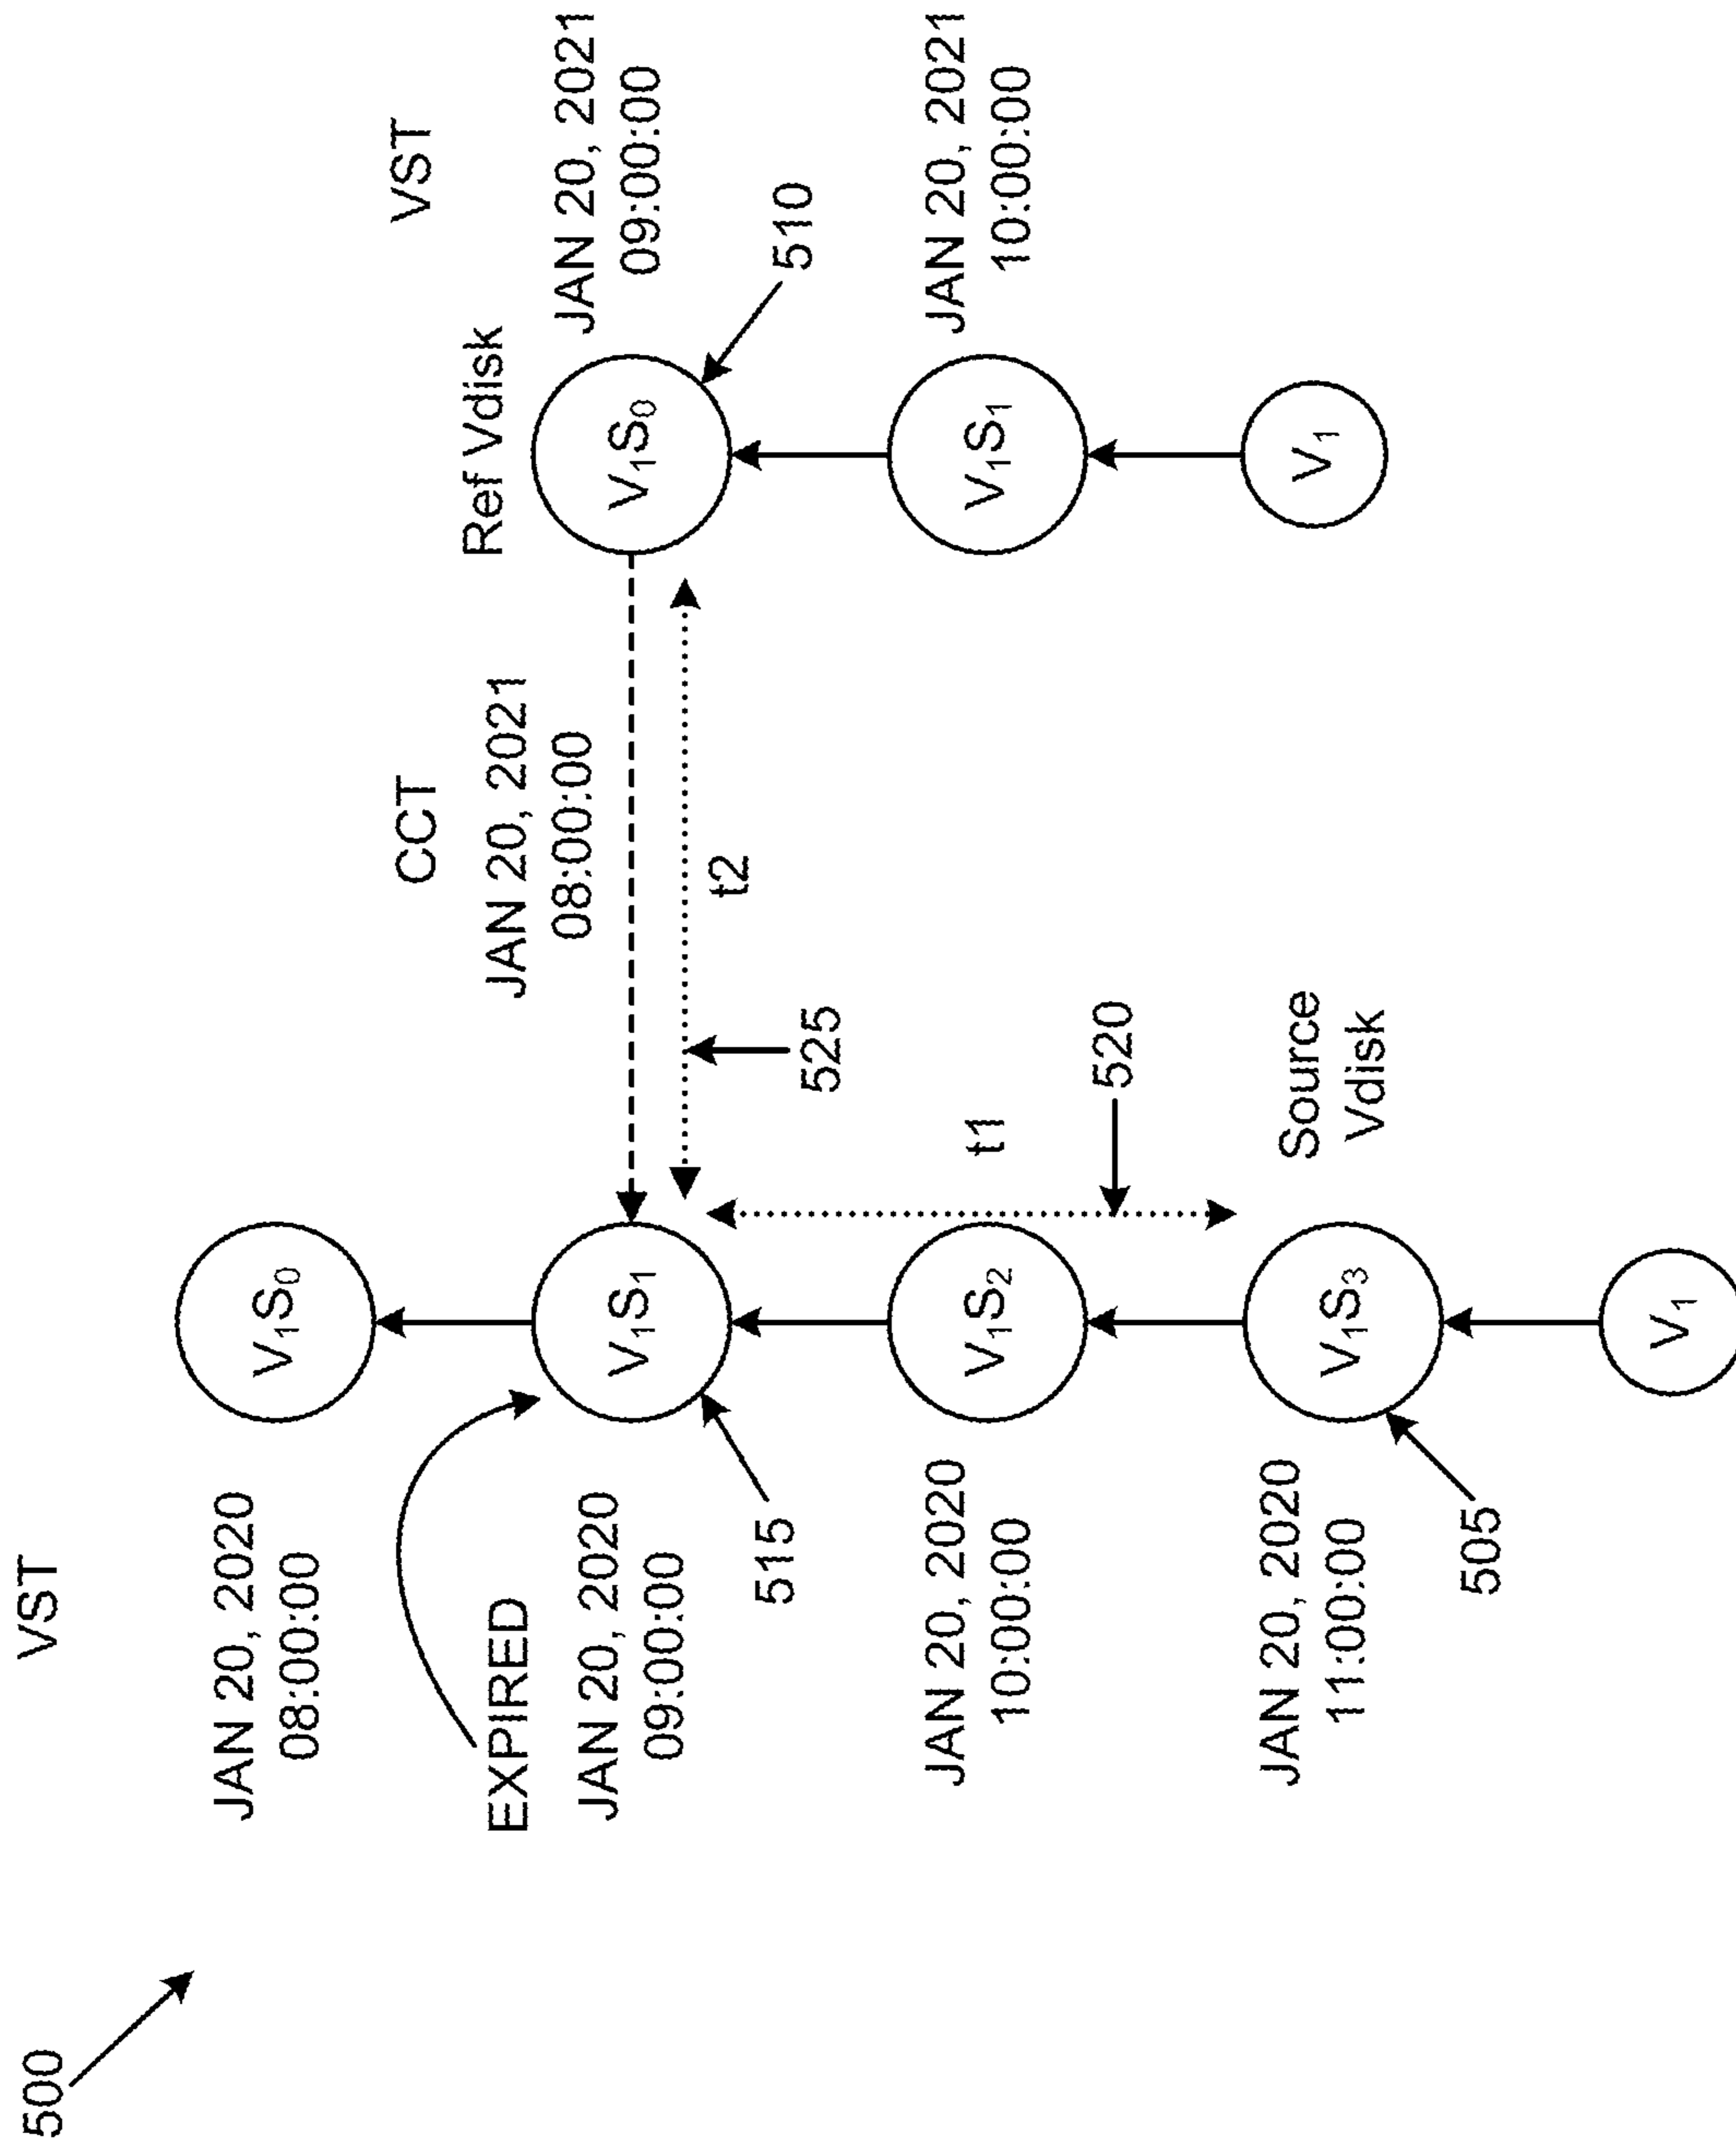 500
VST
JAN 20, 2020
08:00:00
V₁S₀
EXPIRED
JAN 20, 2020
09:00:00
V₁S₁
515
JAN 20, 2020
10:00:00
V₁S₂
t1
520
JAN 20, 2020
11:00:00
V₁S₃
505
Source
Vdisk
V₁
CCT
JAN 20, 2021
08:00:00
t2
525
VST
Ref Vdisk
JAN 20, 2021
09:00:00
V₁S₀
510
JAN 20, 2021
10:00:00
V₁S₁
V₁